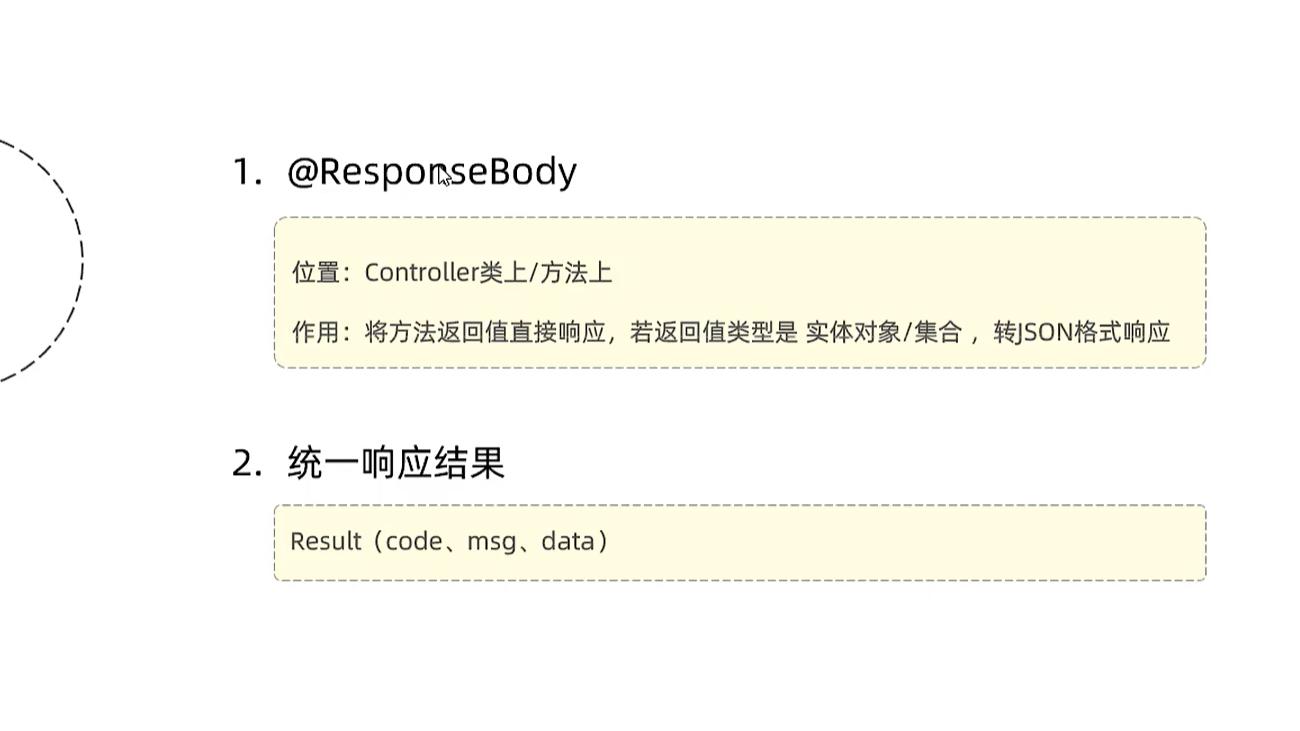 1. @ResponseBody
位置：Controller类上/方法上
作用：将方法返回值直接响应，若返回值类型是 实体对象/集合 ，转JSON格式响应
2. 统一响应结果
Result（code、msg、data）